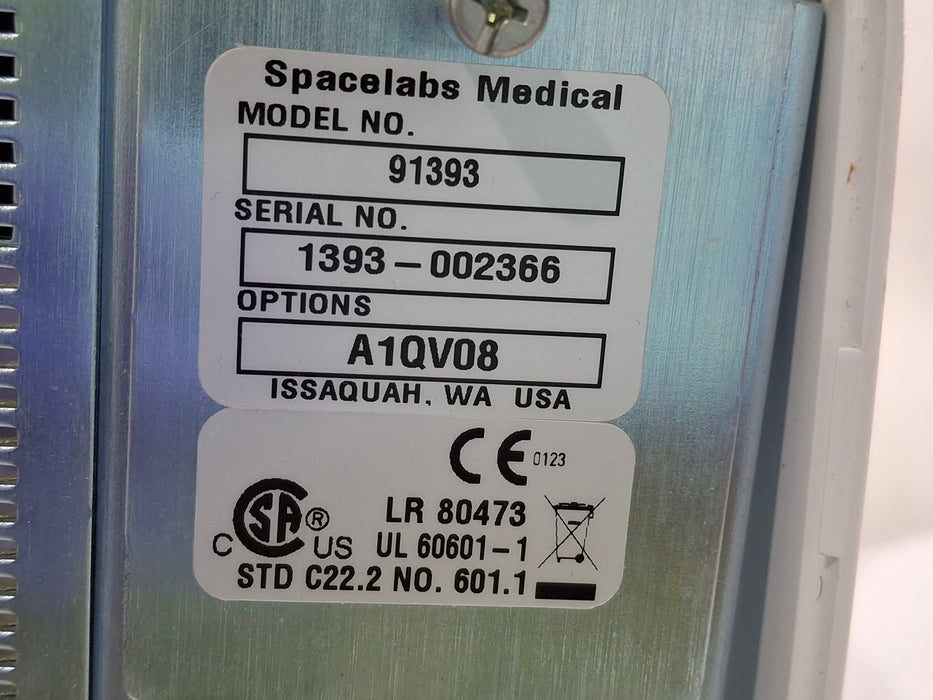 Spacelabs Medical
MODEL NO.
91393
SERIAL NO.
1393-002366
OPTIONS
A1QV08
ISSAQUAH, WA USA
CE 0123
CSA ®
C US
LR 80473
UL 60601-1
STD C22.2 NO. 601.1